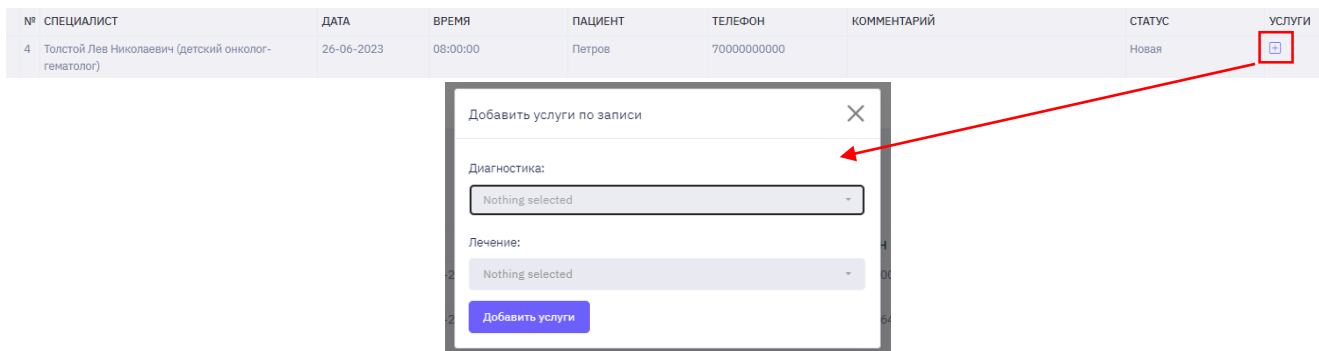 № СПЕЦИАЛИСТ ДАТА ВРЕМЯ ПАЦИЕНТ ТЕЛЕФОН КОММЕНТАРИЙ СТАТУС УСЛУГИ
4 Толстой Лев Николаевич (детский онколог- 26-06-2023 08:00:00 Петров 70000000000 Новая
гематолог)
Добавить услуги по записи
Диагностика:
Nothing selected
Лечение:
Nothing selected
Добавить услуги